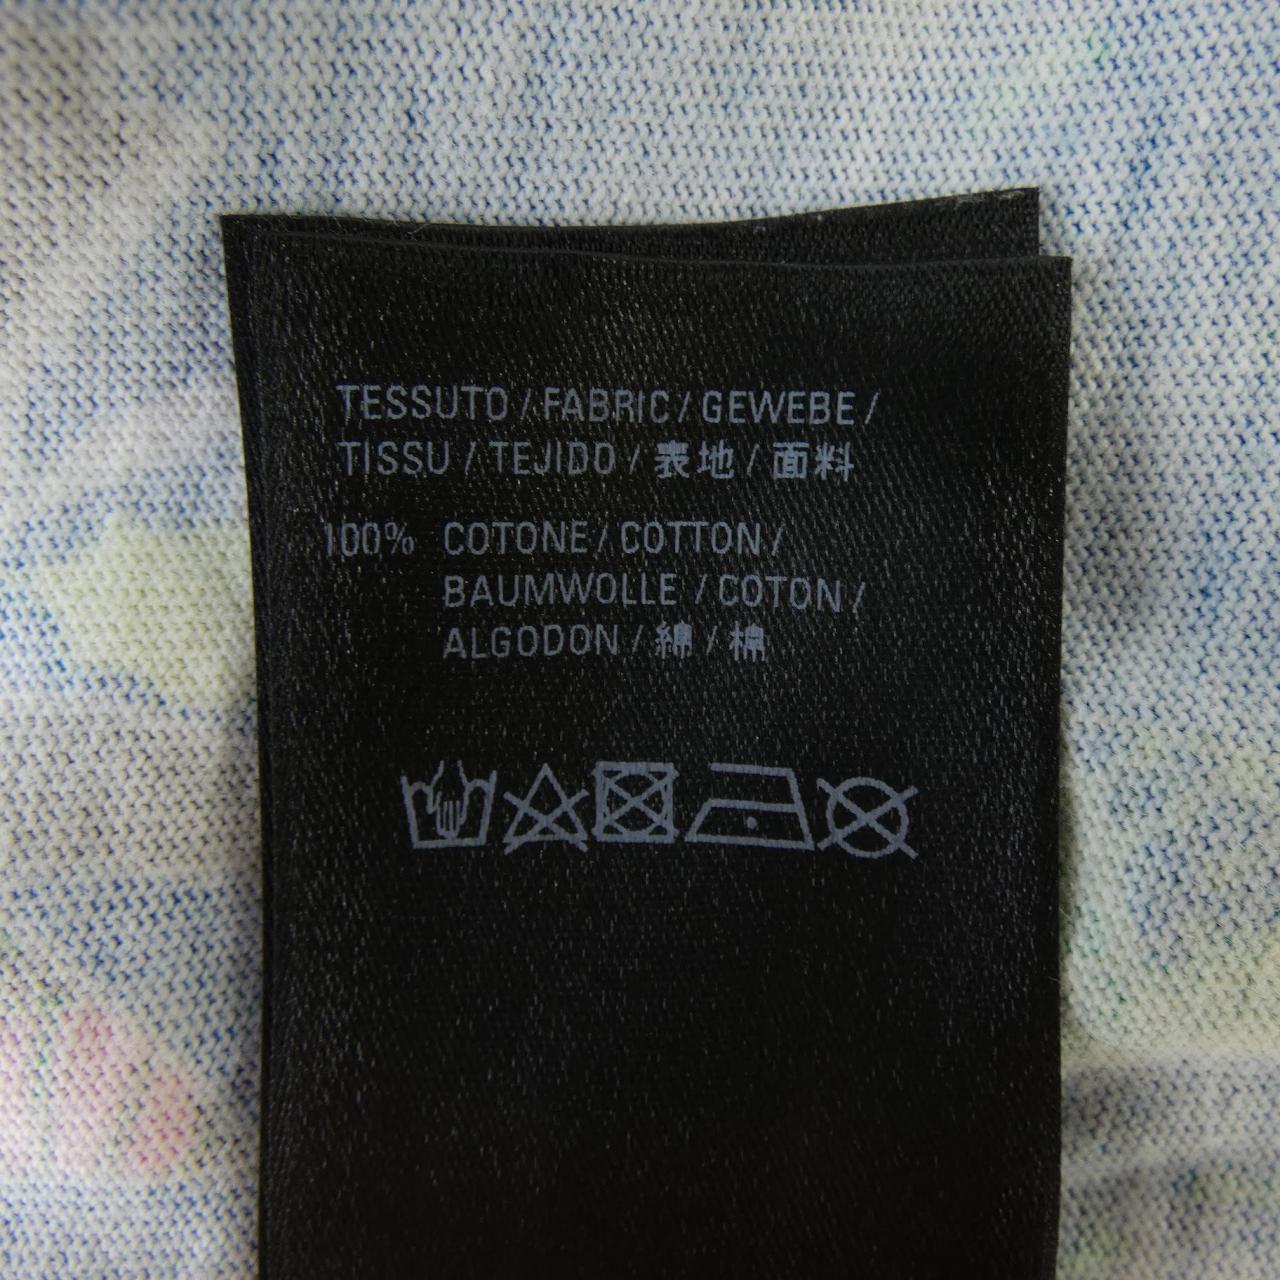 TESSUTO / FABRIC / GEWEBE /
TISSU / TEJIDO / 表地 / 面料
100% COTONE / COTTON /
BAUMWOLLE / COTON /
ALGODON / 綿 / 棉